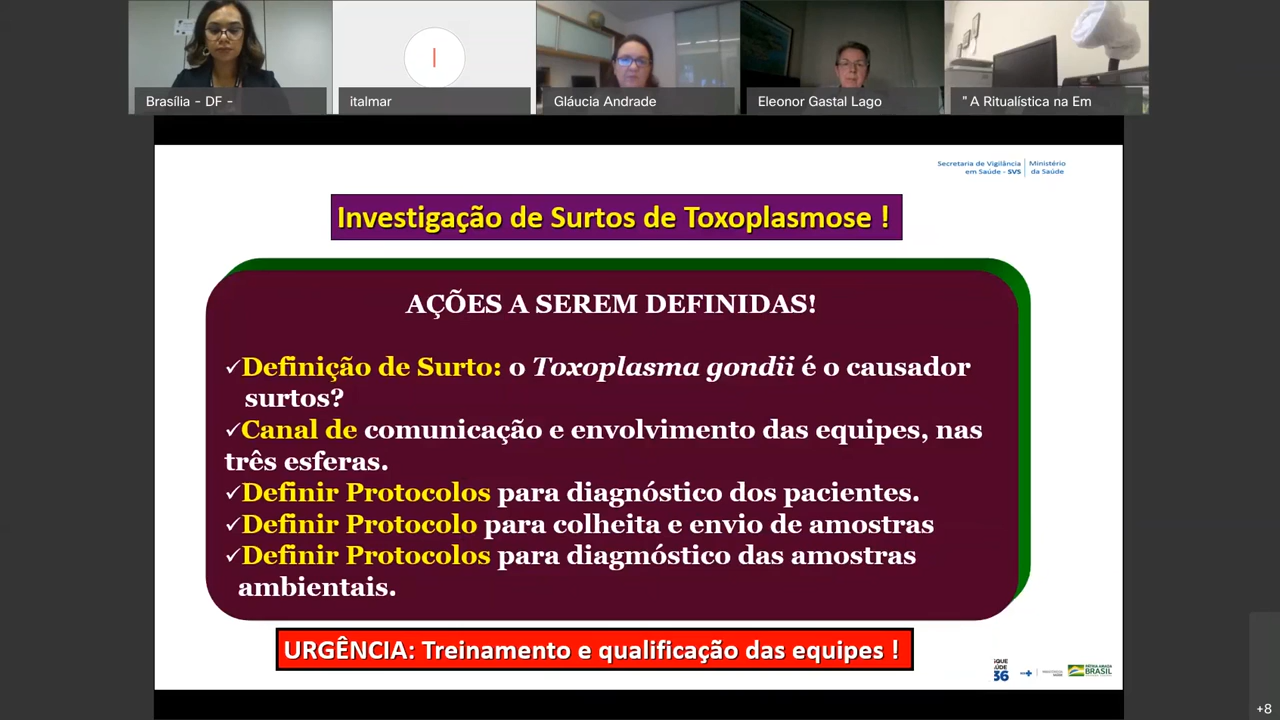 Brasília - DF -
italmar
Gláucia Andrade
Eleonor Gastal Lago
" A Ritualística na Em
I
Secretaria de Vigilância
em Saúde - SVS
Ministério
da Saúde
Investigação de Surtos de Toxoplasmose !
AÇÕES A SEREM DEFINIDAS!
✓Definição de Surto: o Toxoplasma gondii é o causador
surtos?
✓Canal de comunicação e envolvimento das equipes, nas
três esferas.
✓Definir Protocolos para diagnóstico dos pacientes.
✓Definir Protocolo para colheita e envio de amostras
✓Definir Protocolos para diagmóstico das amostras
ambientais.
URGÊNCIA: Treinamento e qualificação das equipes !
36
PÁTRIA AMADA
BRASIL
+8